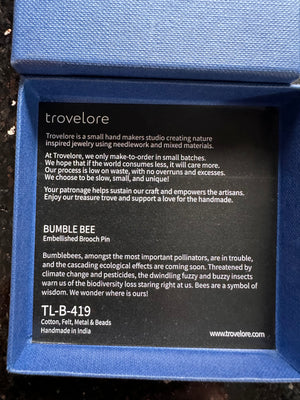 trovelore
Trovelore is a small hand makers studio creating nature
inspired jewelry using needlework and mixed materials.
At Trovelore, we only make-to-order in small batches.
We hope that if the world consumes less, it will care more.
Our process is low on waste, with no overruns and excesses.
We choose to be slow, small, and unique!
Your patronage helps sustain our craft and empowers the artisans.
Enjoy our treasure trove and support a love for the handmade.
BUMBLE BEE
Embellished Brooch Pin
Bumblebees, amongst the most important pollinators, are in trouble,
and the cascading ecological effects are coming soon. Threatened by
climate change and pesticides, the dwindling fuzzy and buzzy insects
warn us of the biodiversity loss staring right at us. Bees are a symbol of
wisdom. We wonder where is ours!
TL-B-419
Cotton, Felt, Metal & Beads
Handmade in India
www.trovelore.com